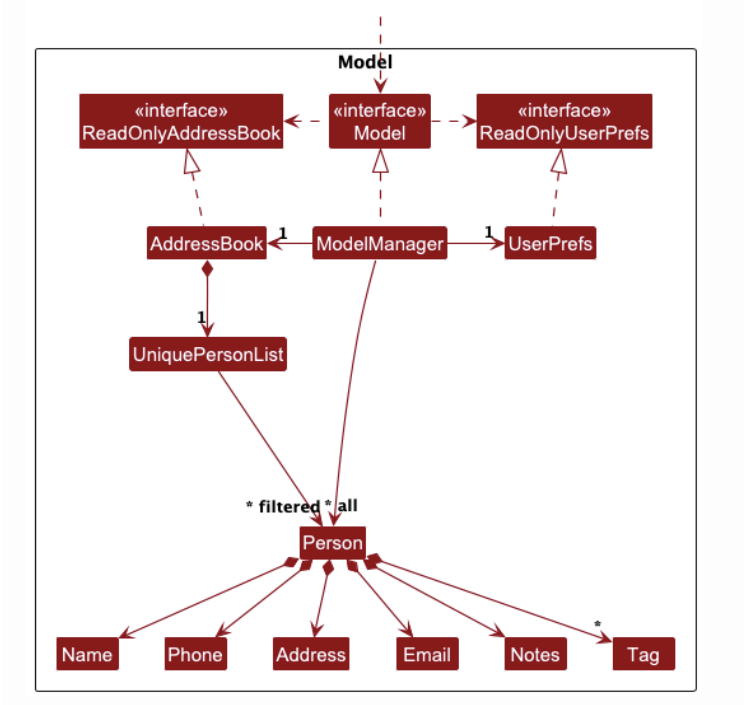 Model
«interface»
ReadOnlyAddressBook
«interface»
Model
«interface»
ReadOnlyUserPrefs
AddressBook
1
ModelManager
1
UserPrefs
1
UniquePersonList
* filtered
* all
Person
*
Name
Phone
Address
Email
Notes
Tag